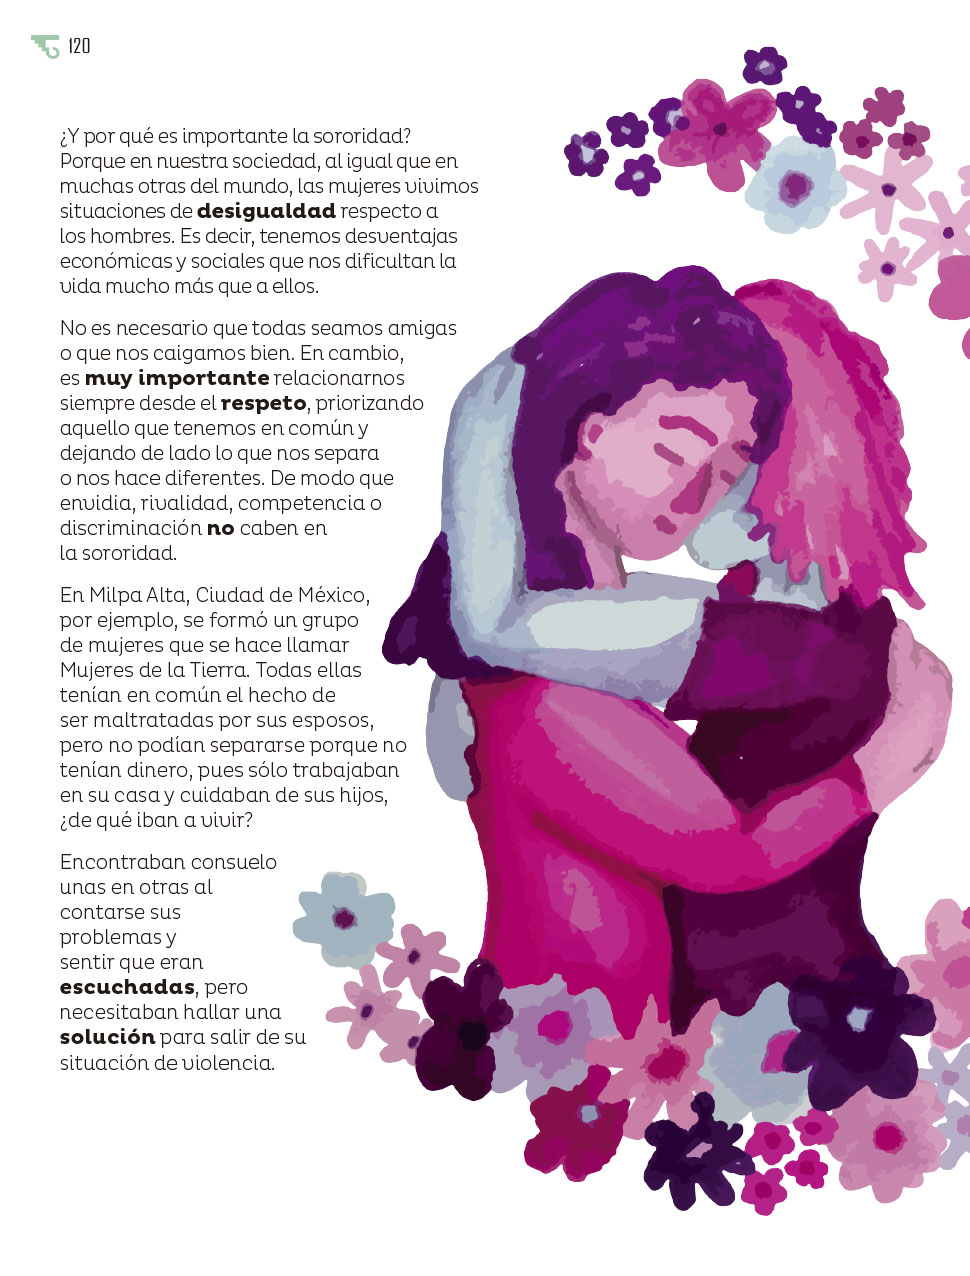 120
¿Y por qué es importante la sororidad?
Porque en nuestra sociedad, al igual que en
muchas otras del mundo, las mujeres vivimos
situaciones de desigualdad respecto a
los hombres. Es decir, tenemos desventajas
económicas y sociales que nos dificultan la
vida mucho más que a ellos.
No es necesario que todas seamos amigas
o que nos caigamos bien. En cambio,
es muy importante relacionarnos
siempre desde el respeto, priorizando
aquello que tenemos en común y
dejando de lado lo que nos separa
o nos hace diferentes. De modo que
envidia, rivalidad, competencia o
discriminación no caben en
la sororidad.
En Milpa Alta, Ciudad de México,
por ejemplo, se formó un grupo
de mujeres que se hace llamar
Mujeres de la Tierra. Todas ellas
tenían en común el hecho de
ser maltratadas por sus esposos,
pero no podían separarse porque no
tenían dinero, pues sólo trabajaban
en su casa y cuidaban de sus hijos,
¿de qué iban a vivir?
Encontraban consuelo
unas en otras al
contarse sus
problemas y
sentir que eran
escuchadas, pero
necesitaban hallar una
solución para salir de su
situación de violencia.